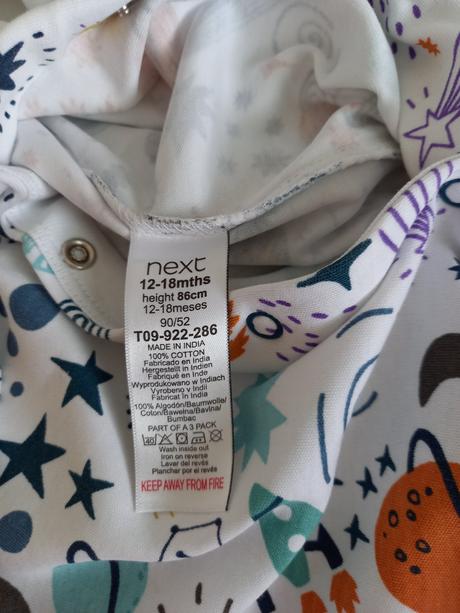 next
12-18mths
height 86cm
12-18meses
90/52
T09-922-286
MADE IN INDIA
100% COTTON
Fabricado en India
Hergestellt in Indien
Fabriqué en Inde
Wyprodukowano w Indiach
Vyrobeno v Indii
Fabricat în India
100% Algodón/Baumwolle/
Coton/Bawełna/Bavlna/
Bumbac
PART OF A 3 PACK
40
Wash inside out
Iron on reverse
Lavar del revés
Planchar por el revés
KEEP AWAY FROM FIRE